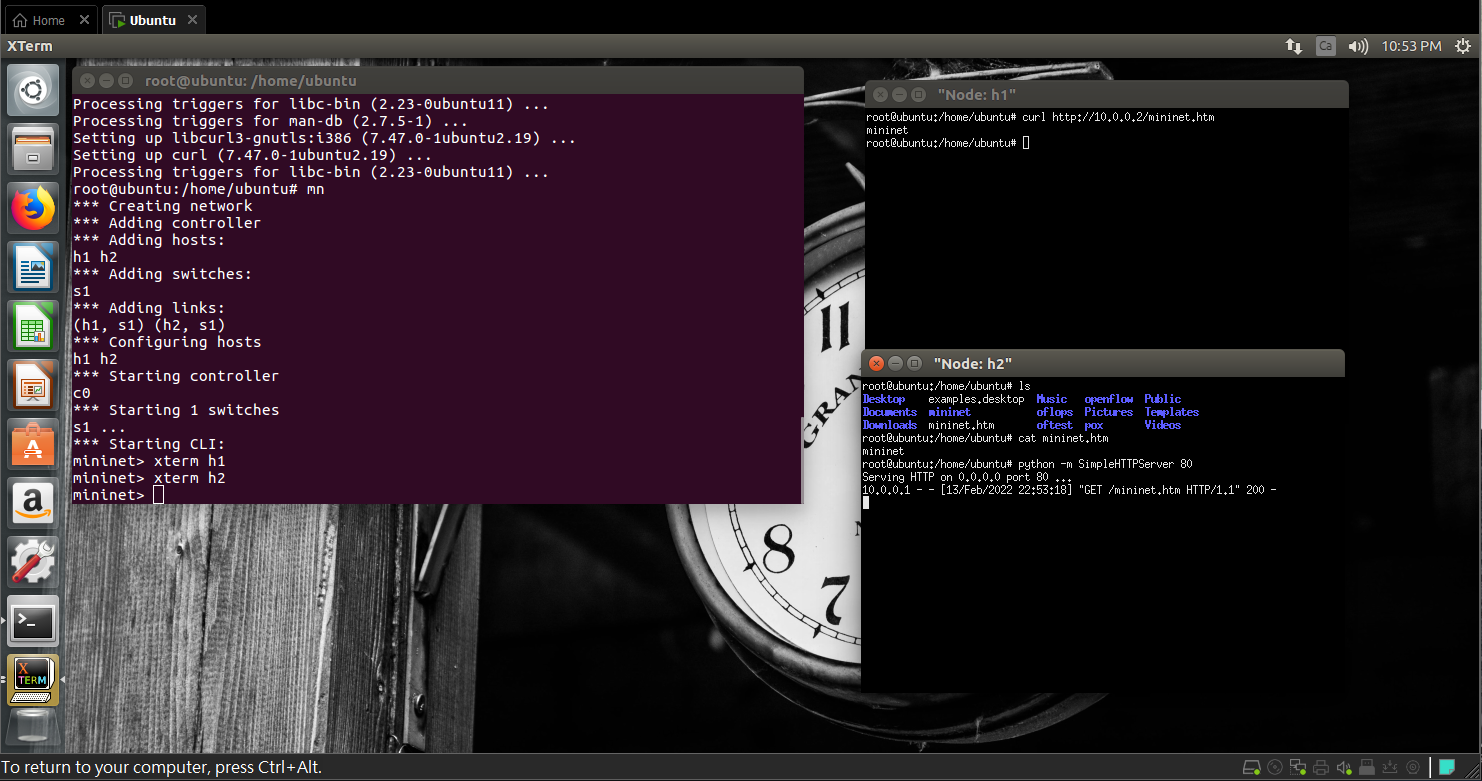 Home
Ubuntu
XTerm
Ca
10:53 PM
root@ubuntu: /home/ubuntu
Processing triggers for libc-bin (2.23-0ubuntu11) ...
Processing triggers for man-db (2.7.5-1) ...
Setting up libcurl3-gnutls:i386 (7.47.0-1ubuntu2.19) ...
Setting up curl (7.47.0-1ubuntu2.19) ...
Processing triggers for libc-bin (2.23-0ubuntu11) ...
root@ubuntu:/home/ubuntu# mn
*** Creating network
*** Adding controller
*** Adding hosts:
h1 h2
*** Adding switches:
s1
*** Adding links:
(h1, s1) (h2, s1)
*** Configuring hosts
h1 h2
*** Starting controller
c0
*** Starting 1 switches
s1 ...
*** Starting CLI:
mininet> xterm h1
mininet> xterm h2
mininet>
"Node: h1"
root@ubuntu:/home/ubuntu# curl http://10.0.0.2/mininet.htm
mininet
root@ubuntu:/home/ubuntu#
"Node: h2"
root@ubuntu:/home/ubuntu# ls
Desktop examples.desktop Music openflow Public
Documents mininet oflops Pictures Templates
Downloads mininet.htm oftest pox Videos
root@ubuntu:/home/ubuntu# cat mininet.htm
mininet
root@ubuntu:/home/ubuntu# python -m SimpleHTTPServer 80
Serving HTTP on 0.0.0.0 port 80 ...
10.0.0.1 - - [13/Feb/2022 22:53:18] "GET /mininet.htm HTTP/1.1" 200 -
11
GRAN
8
7
X
TERM
To return to your computer, press Ctrl+Alt.